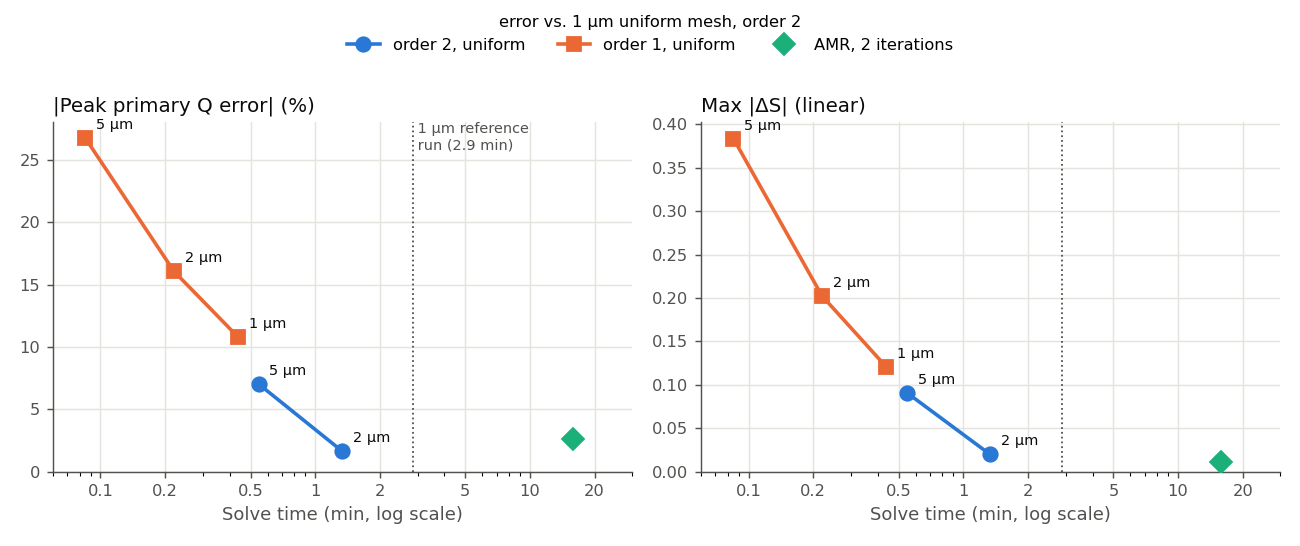 error vs. 1 μm uniform mesh, order 2
order 2, uniform
order 1, uniform
AMR, 2 iterations
|Peak primary Q error| (%)
5 μm
1 μm reference
run (2.9 min)
2 μm
1 μm
5 μm
2 μm
25
20
15
10
5
0
0.1
0.2
0.5
1
2
5
10
20
Solve time (min, log scale)
Max |ΔS| (linear)
5 μm
2 μm
1 μm
5 μm
2 μm
0.40
0.35
0.30
0.25
0.20
0.15
0.10
0.05
0.00
0.1
0.2
0.5
1
2
5
10
20
Solve time (min, log scale)